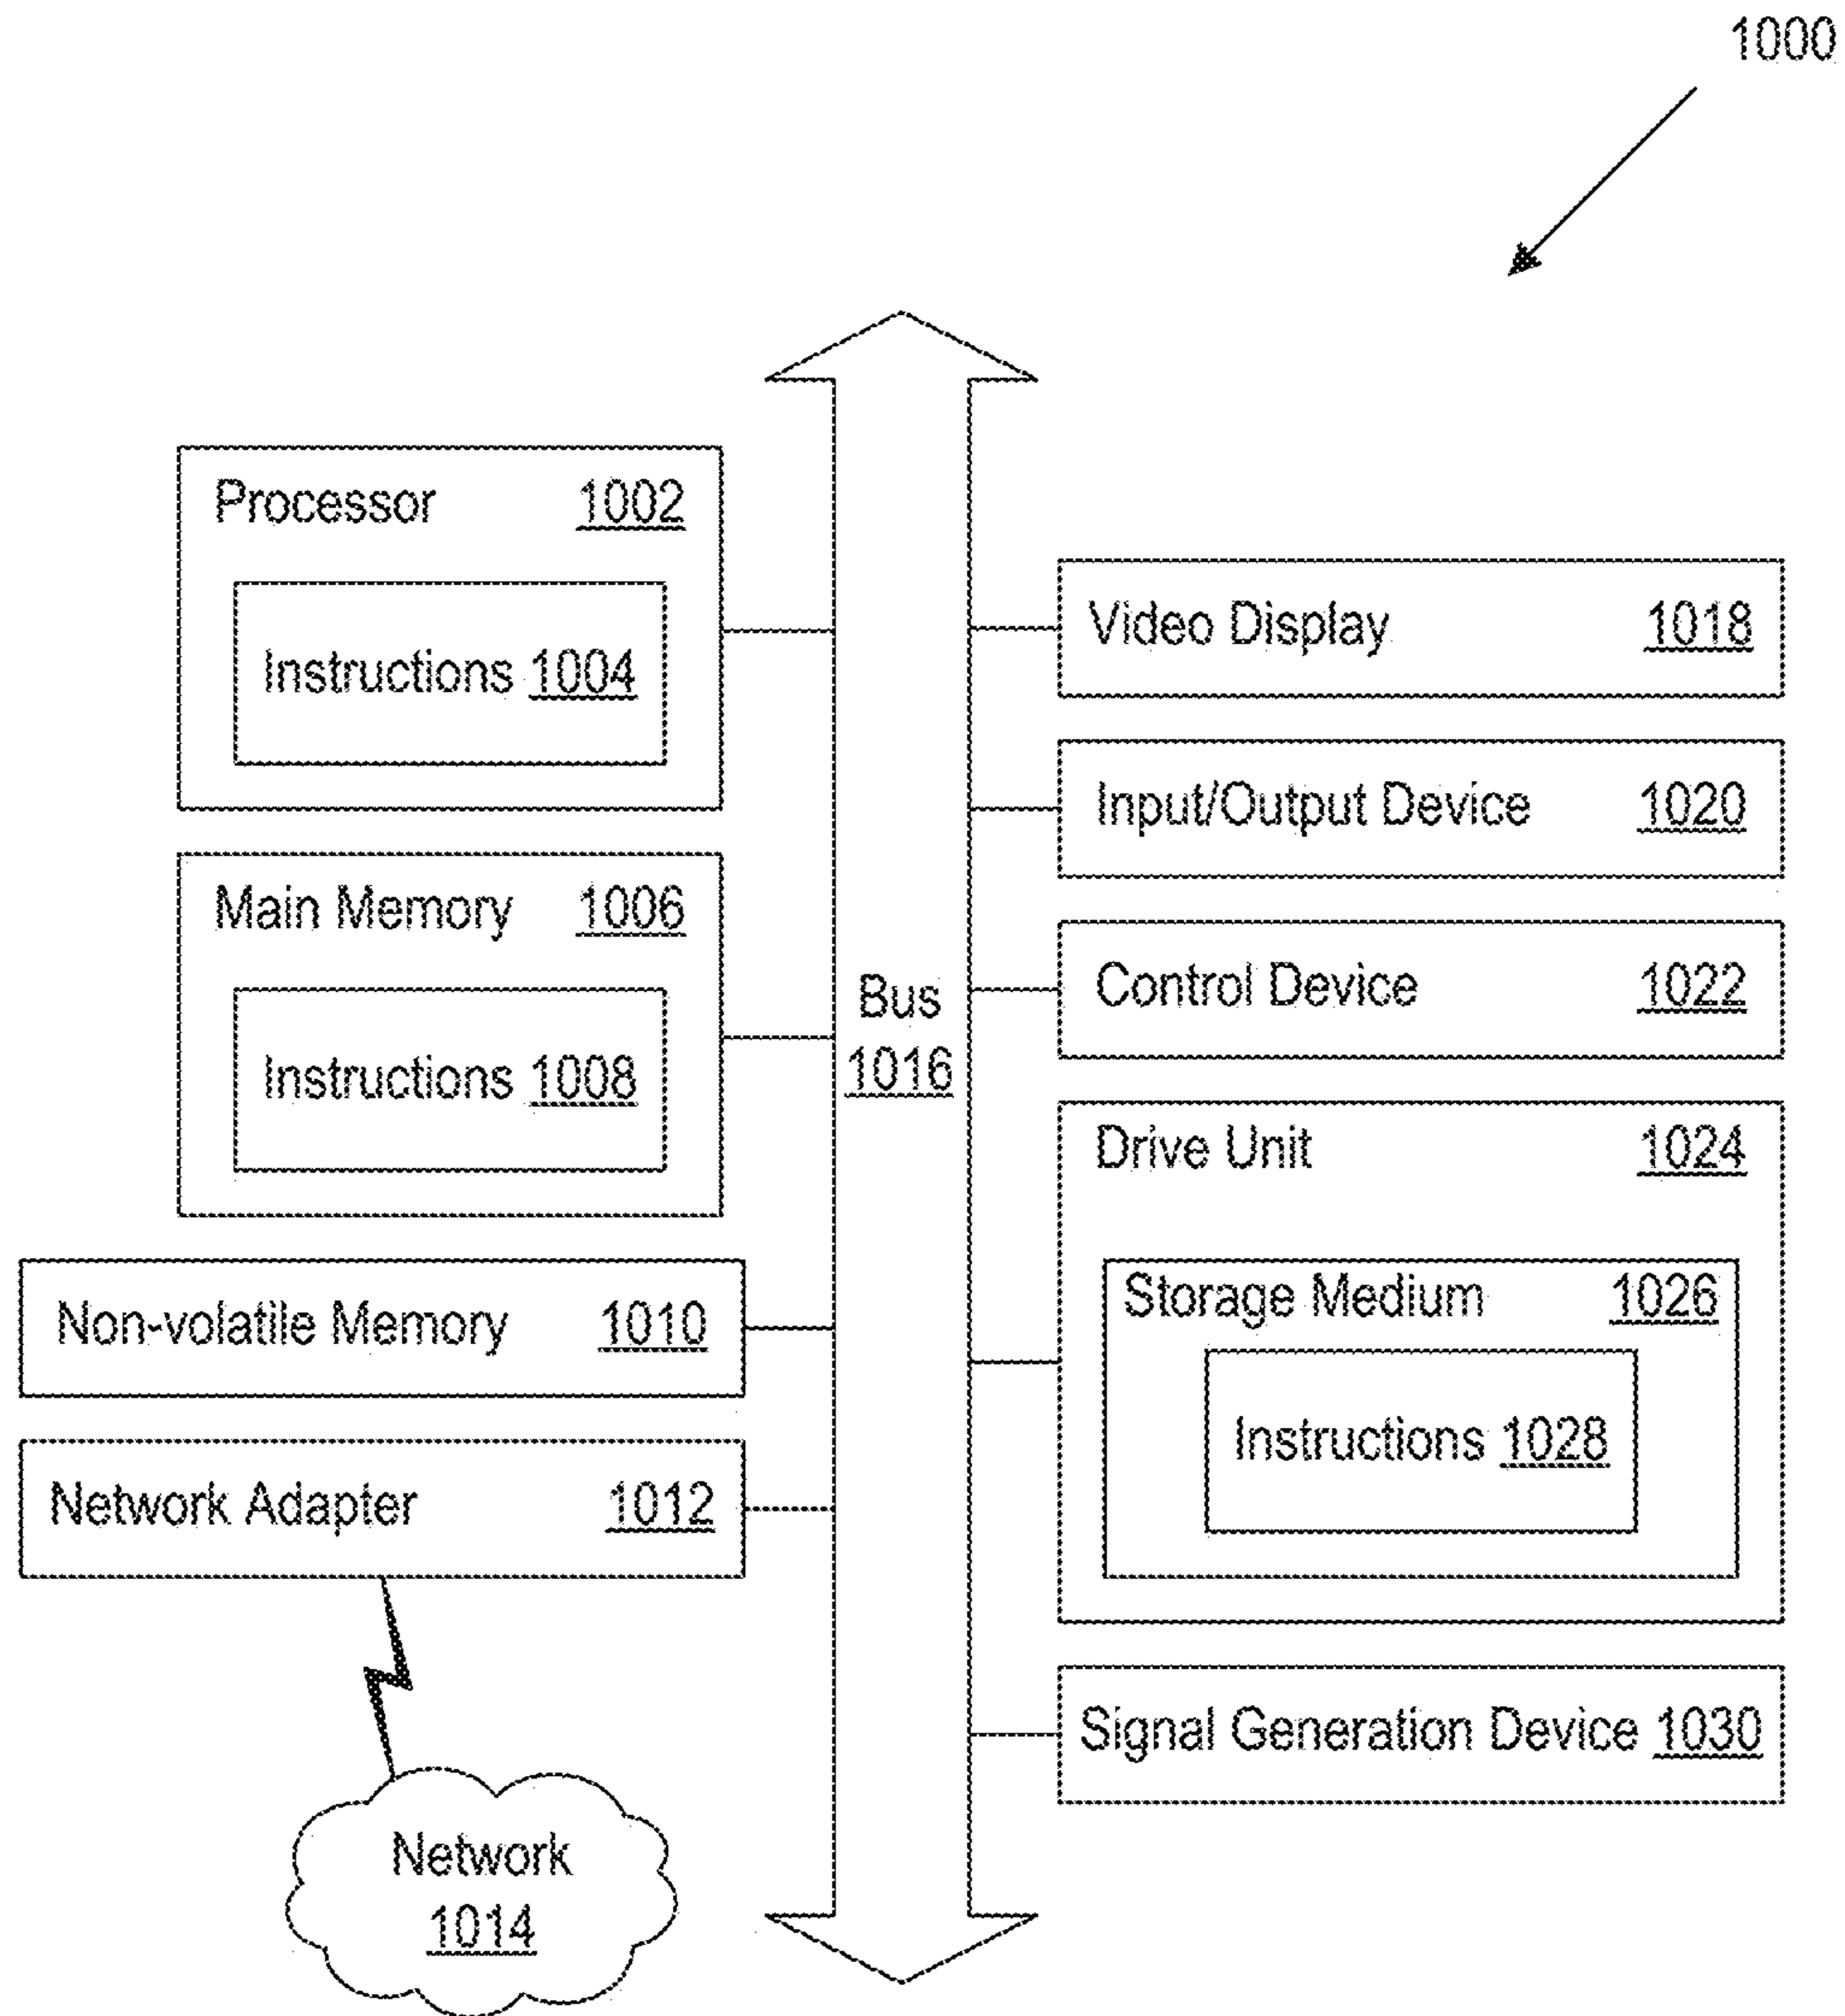 1000
Processor 1002
Instructions 1004
Main Memory 1006
Instructions 1008
Non-volatile Memory 1010
Network Adapter 1012
Network
1014
Bus
1016
Video Display 1018
Input/Output Device 1020
Control Device 1022
Drive Unit 1024
Storage Medium 1026
Instructions 1028
Signal Generation Device 1030